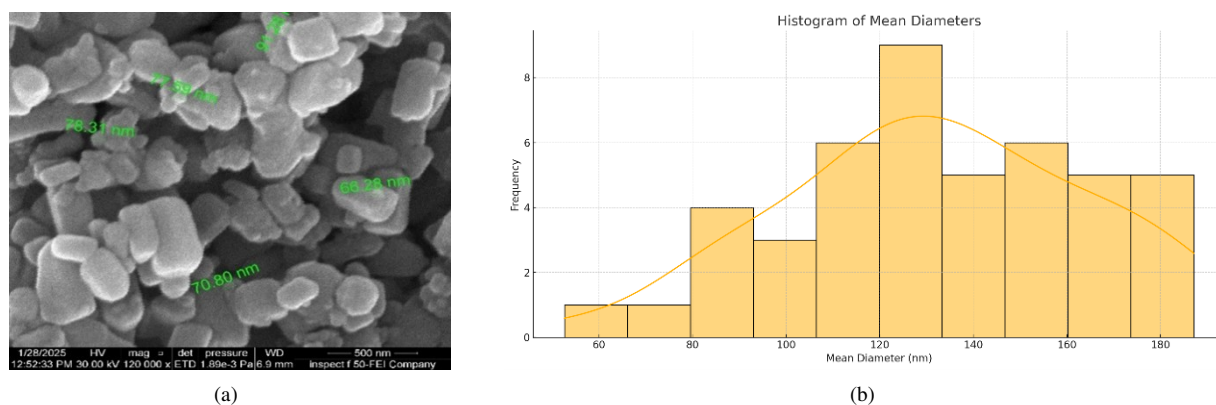 77.59 nm
78.31 nm
68.28 nm
70.80 nm
1/28/2025 HV mag det pressure WD 500 nm
12:52:33 PM 30.00 kV 120 000 x ETD 1.89e-3 Pa 6.9 mm inspect f 50-FEI Company
(a)
Histogram of Mean Diameters
Frequency
8
6
4
2
0
60 80 100 120 140 160 180
Mean Diameter (nm)
(b)